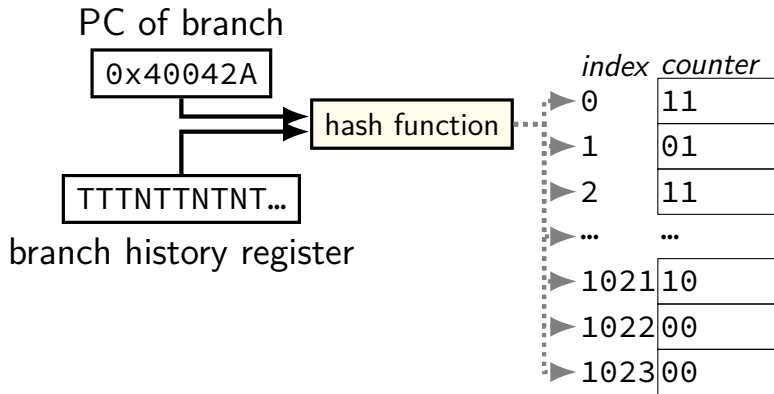 PC of branch
0x40042A
hash function
TTTNTTNTNT…
branch history register
index counter
0 11
1 01
2 11
… …
1021 10
1022 00
1023 00